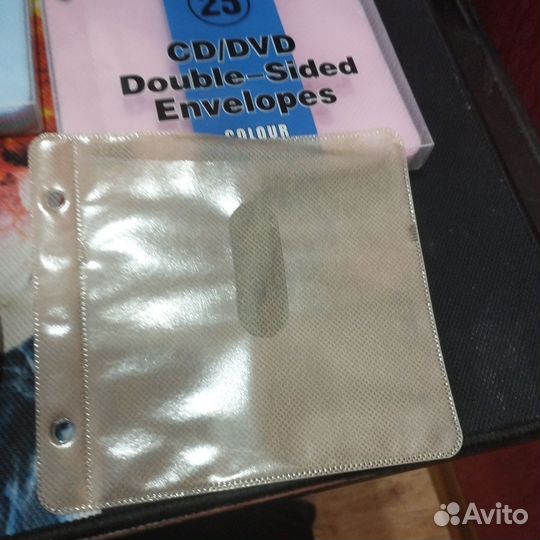 25
CD/DVD
Double-Sided
Envelopes
COLOUR
Avito